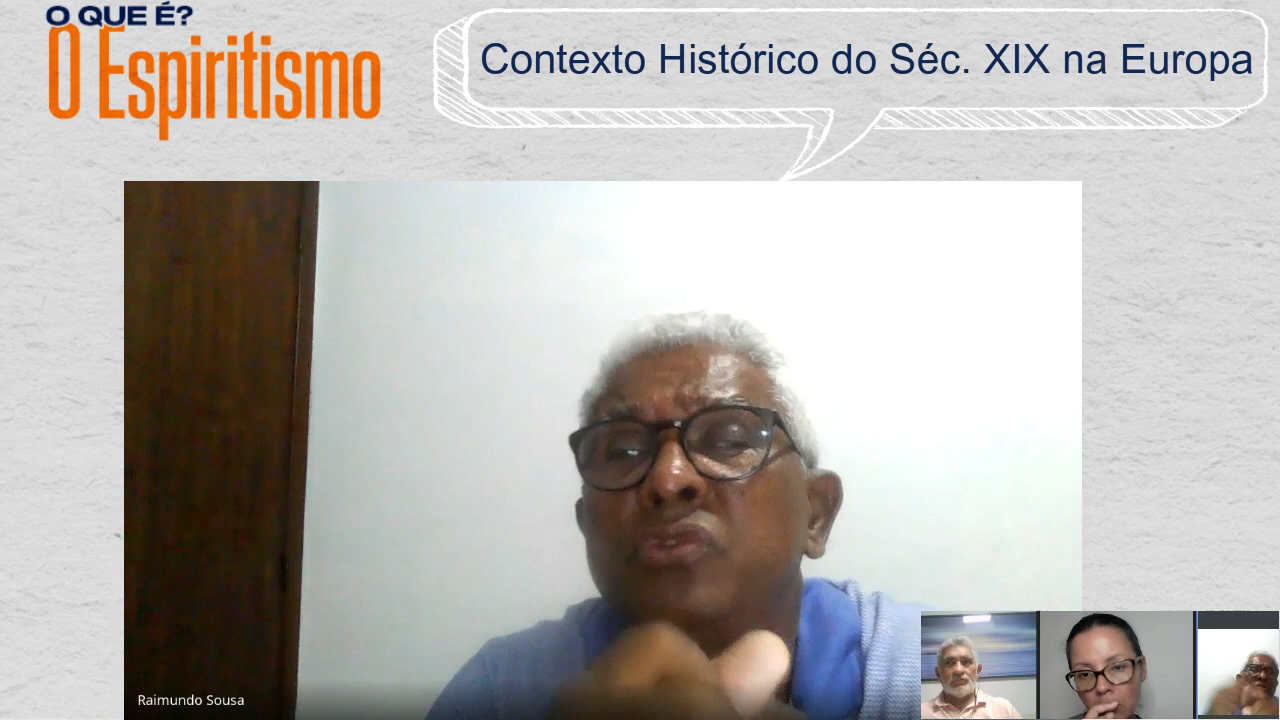 O QUE É?
O Espiritismo
Contexto Histórico do Séc. XIX na Europa
Raimundo Sousa